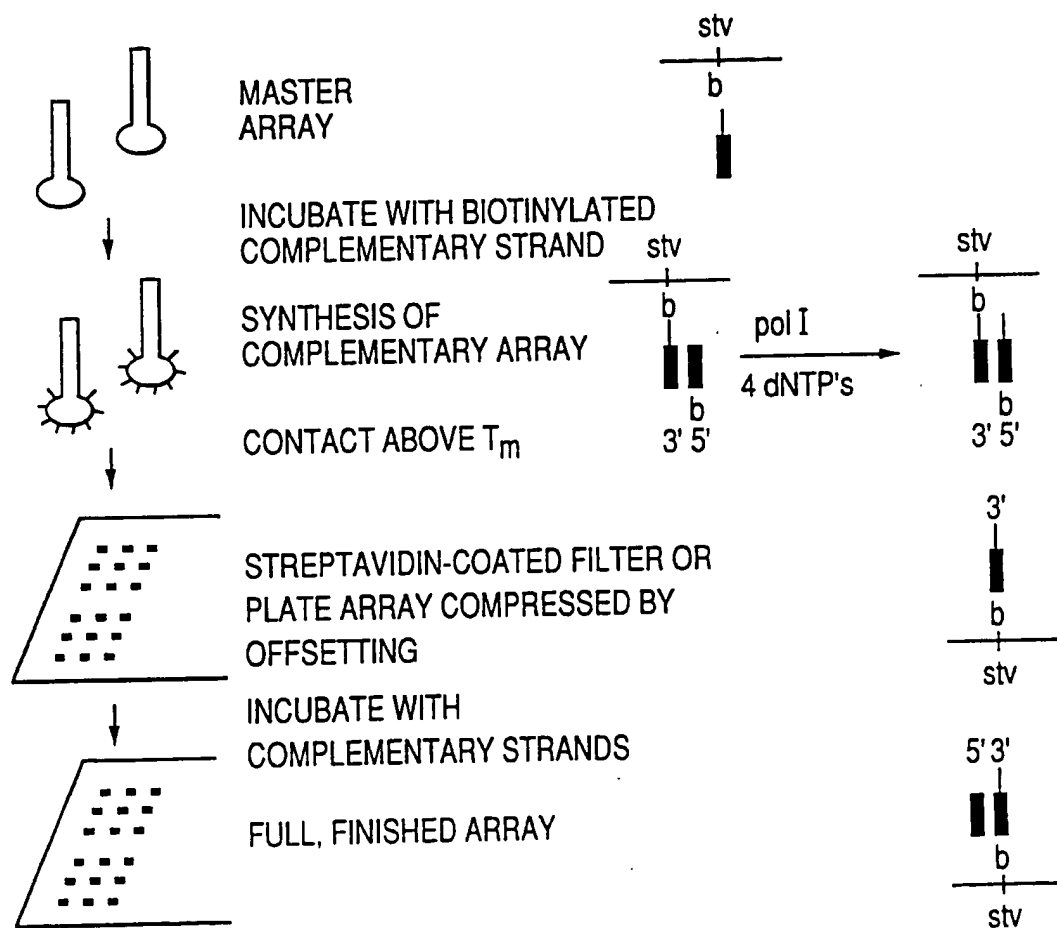 stv
b
MASTER
ARRAY
INCUBATE WITH BIOTINYLATED
COMPLEMENTARY STRAND
stv
b
b
3' 5'
pol I
4 dNTP's
stv
b
b
3' 5'
SYNTHESIS OF
COMPLEMENTARY ARRAY
CONTACT ABOVE Tm
STREPTAVIDIN-COATED FILTER OR
PLATE ARRAY COMPRESSED BY
OFFSETTING
3'
b
stv
INCUBATE WITH
COMPLEMENTARY STRANDS
5' 3'
b
stv
FULL, FINISHED ARRAY